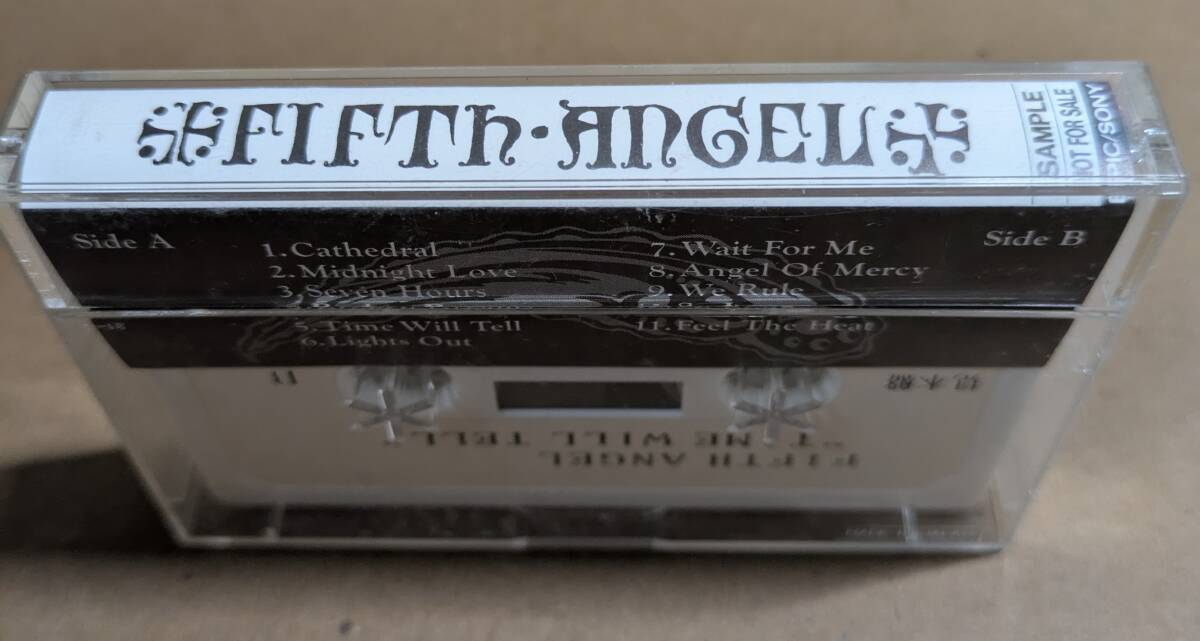 FIFTH·ANGEL
SAMPLE
NOT FOR SALE
EPIC/SONY
Side A
1. Cathedral
2. Midnight Love
3. Seven Hours
5. Time Will Tell
6. Lights Out
Side B
7. Wait For Me
8. Angel Of Mercy
9. We Rule
11. Feel The Heat
FIFTH ANGEL
"TIME WILL TELL"